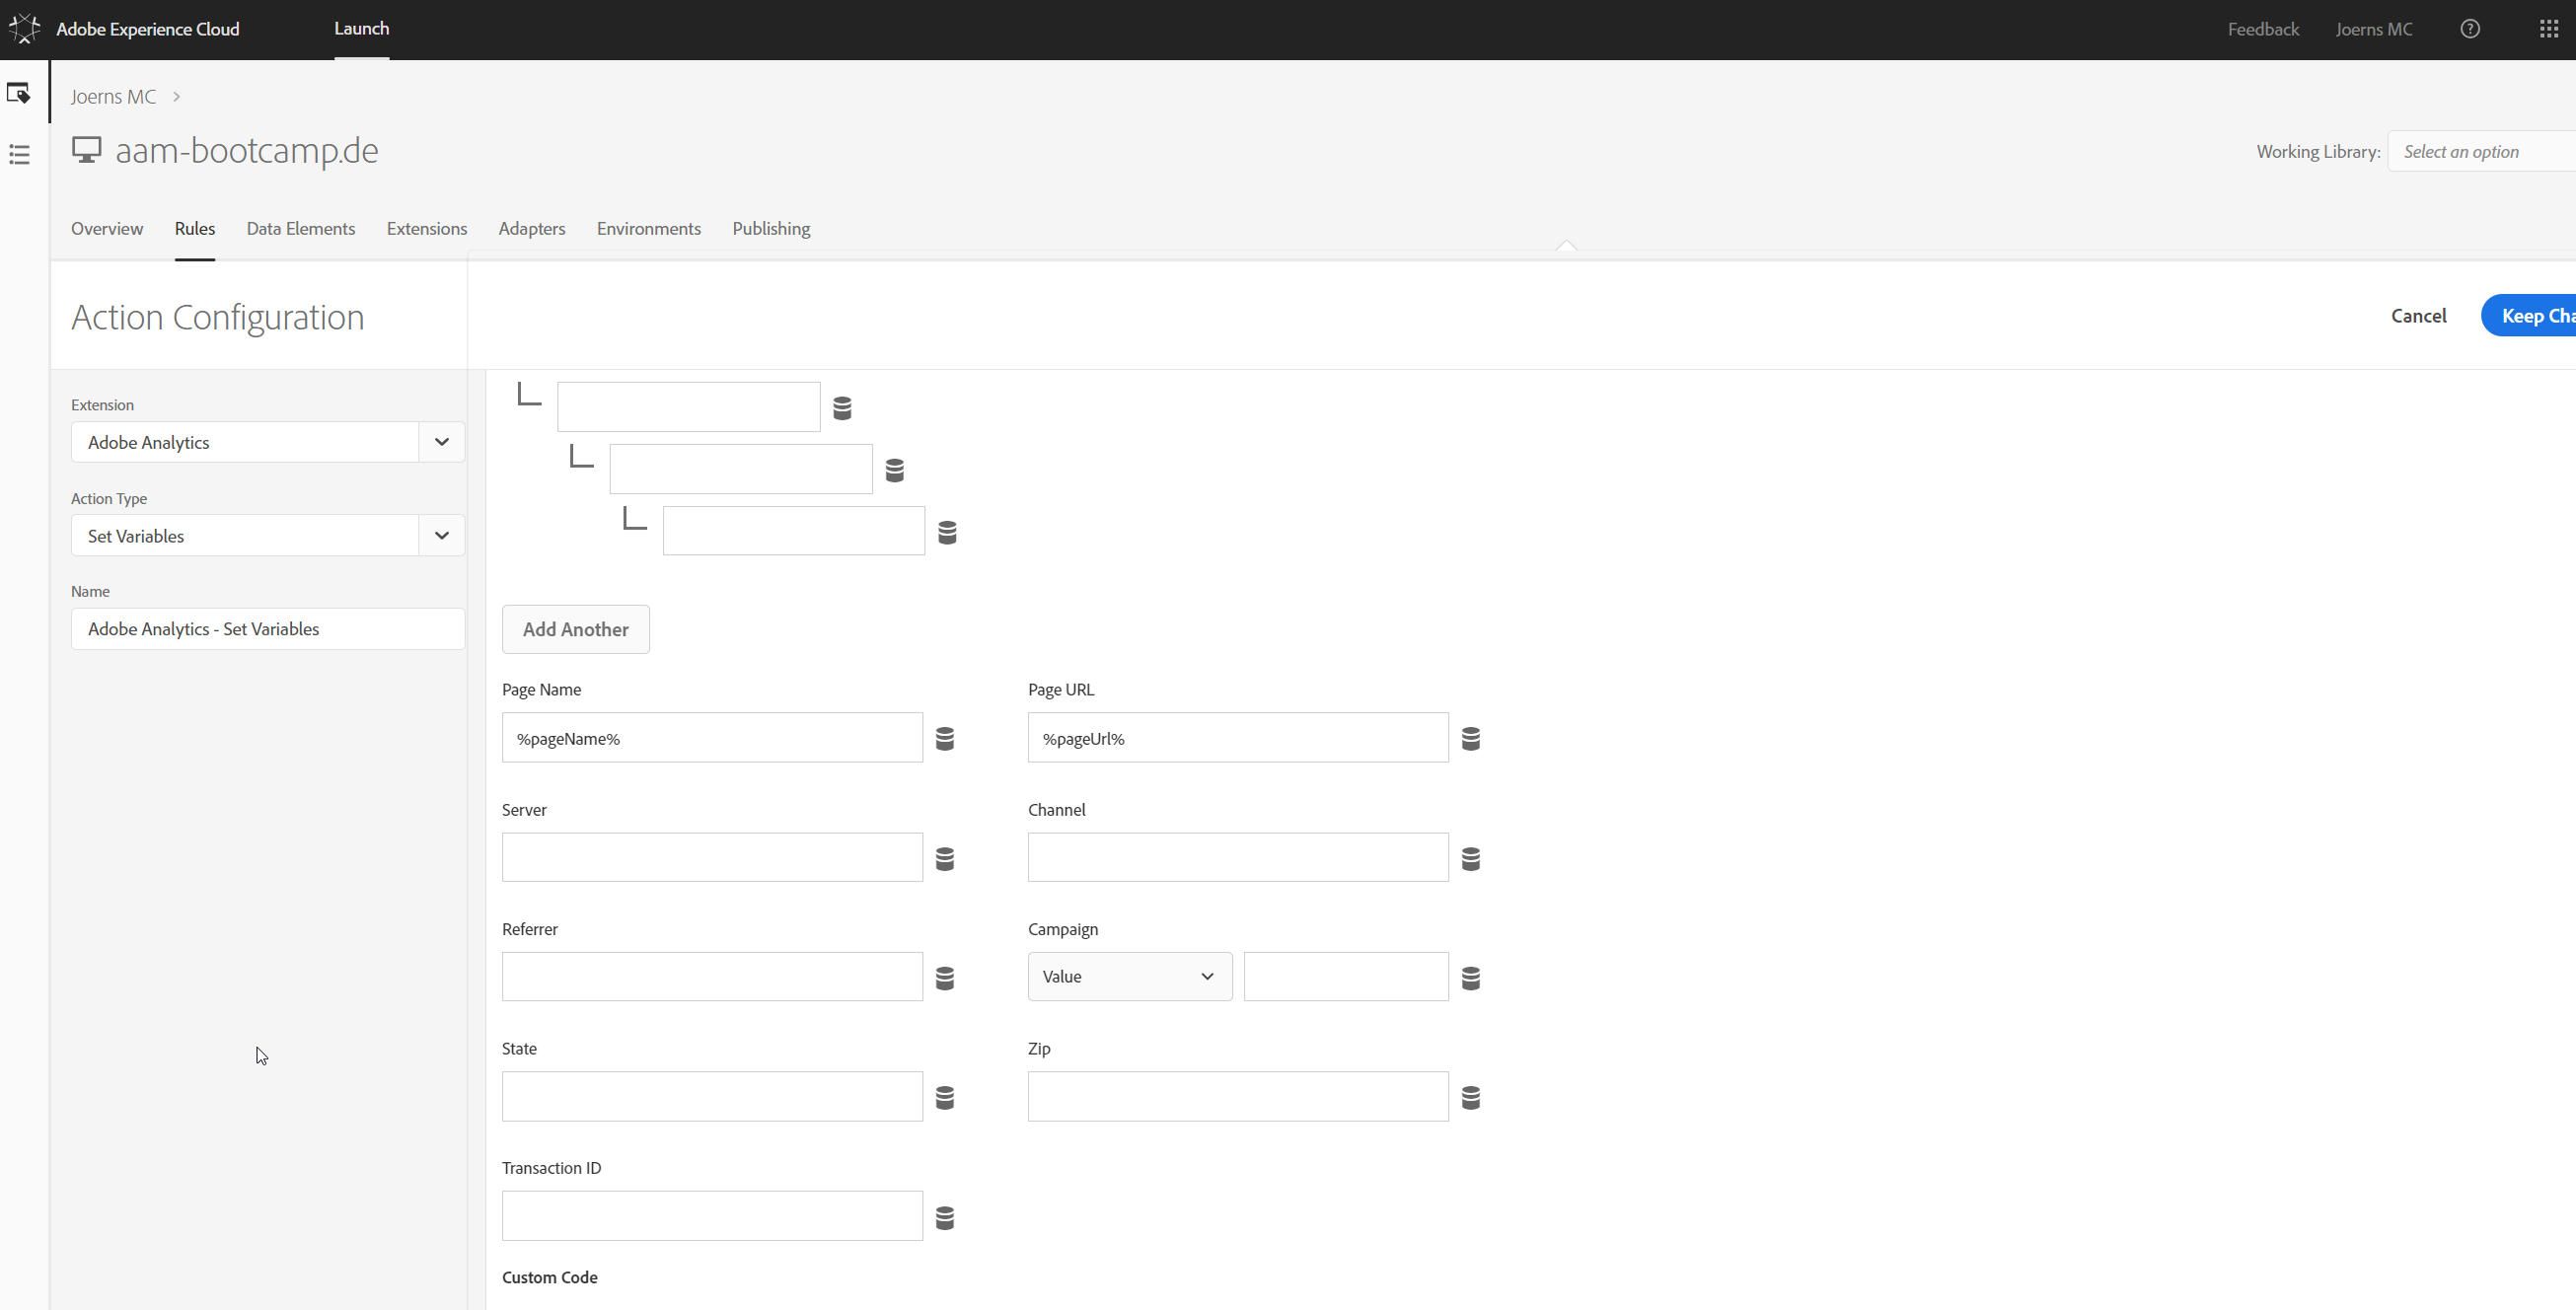 Adobe Experience Cloud
Launch
Feedback
Joerns MC
Joerns MC
aam-bootcamp.de
Working Library:
Select an option
Overview
Rules
Data Elements
Extensions
Adapters
Environments
Publishing
Action Configuration
Cancel
Keep Cha
Extension
Adobe Analytics
Action Type
Set Variables
Name
Adobe Analytics - Set Variables
Add Another
Page Name
Page URL
%pageName%
%pageUrl%
Server
Channel
Referrer
Campaign
Value
State
Zip
Transaction ID
Custom Code